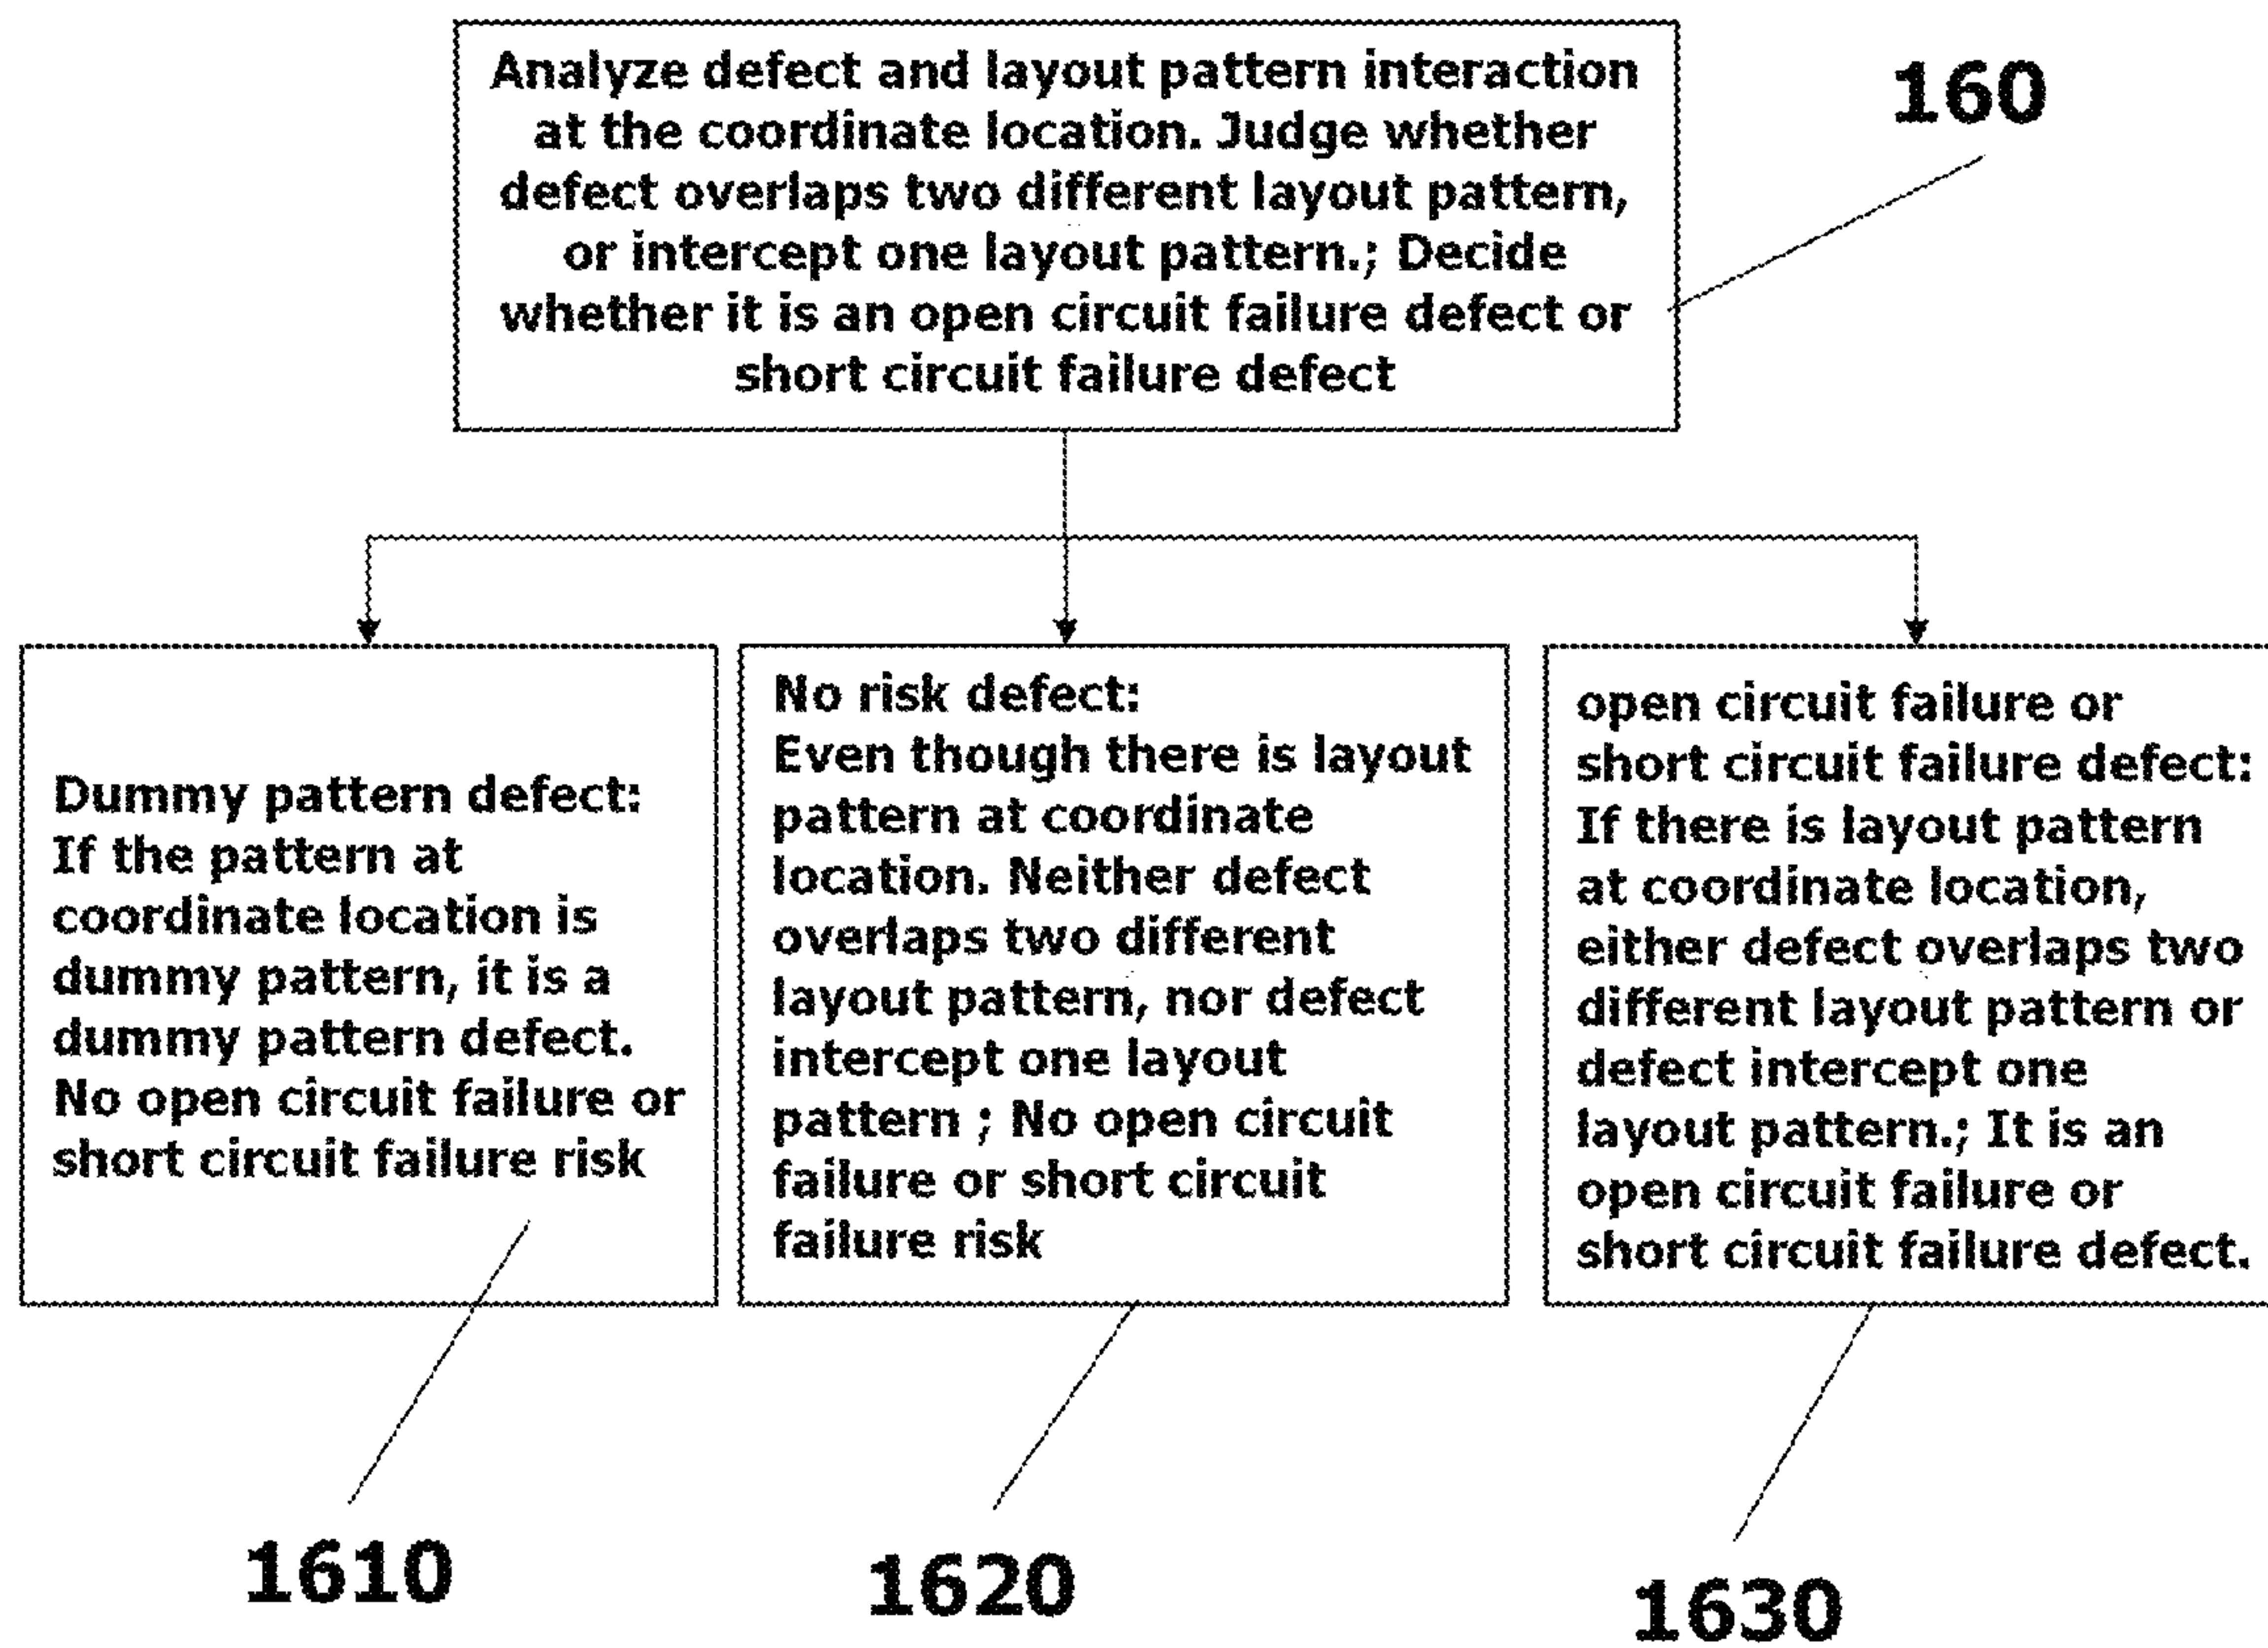 Analyze defect and layout pattern interaction
at the coordinate location. Judge whether
defect overlaps two different layout pattern,
or intercept one layout pattern.; Decide
whether it is an open circuit failure defect or
short circuit failure defect
160
Dummy pattern defect:
If the pattern at
coordinate location is
dummy pattern, it is a
dummy pattern defect.
No open circuit failure or
short circuit failure risk
No risk defect:
Even though there is layout
pattern at coordinate
location. Neither defect
overlaps two different
layout pattern, nor defect
intercept one layout
pattern ; No open circuit
failure or short circuit
failure risk
open circuit failure or
short circuit failure defect:
If there is layout pattern
at coordinate location,
either defect overlaps two
different layout pattern or
defect intercept one
layout pattern.; It is an
open circuit failure or
short circuit failure defect.
1610
1620
1630